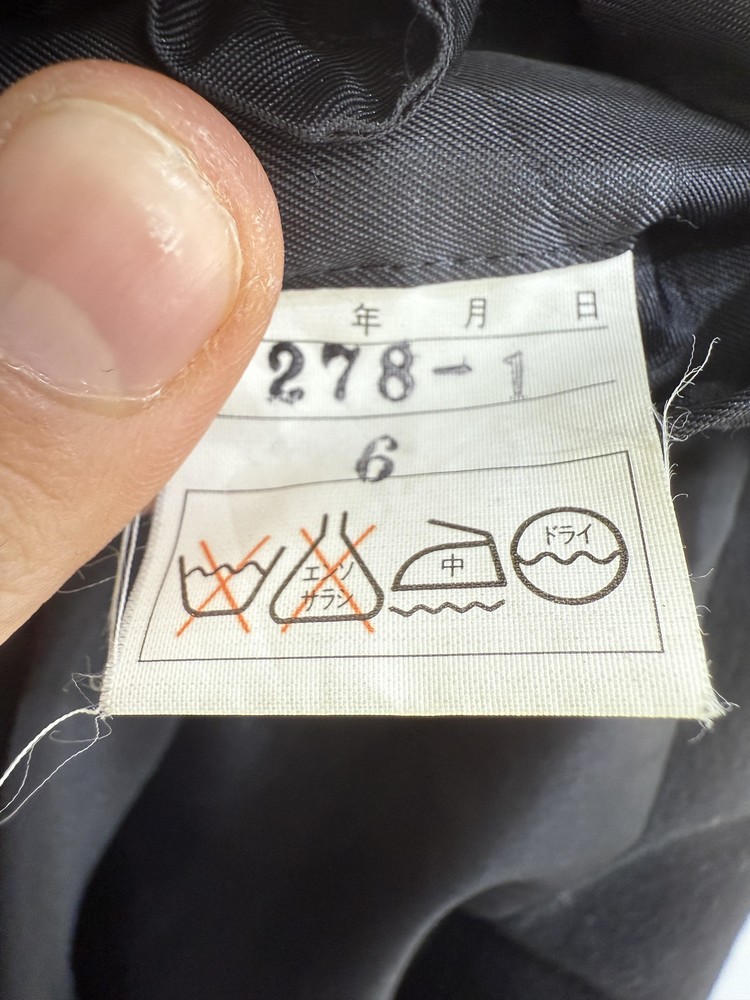 年 月 日
278-1
6
エンソ
サラシ
中
ドライ